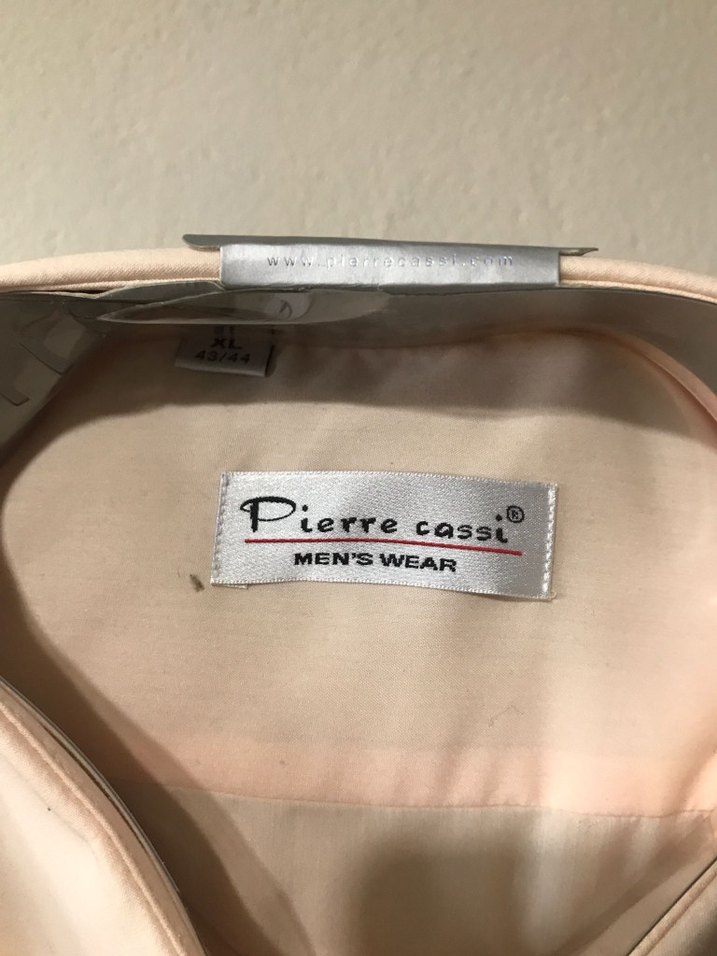 www.pierrecassi.com
XL
43/44
Pierre cassi®
MEN'S WEAR